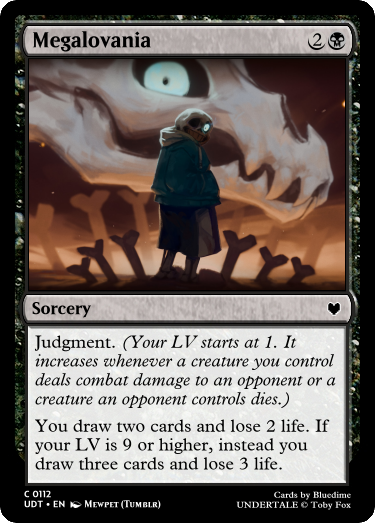 Megalovania 2
Sorcery
Judgment. (Your LV starts at 1. It
increases whenever a creature you control
deals combat damage to an opponent or a
creature an opponent controls dies.)
You draw two cards and lose 2 life. If
your LV is 9 or higher, instead you
draw three cards and lose 3 life.
C 0112
UDT • EN Mewpet (Tumblr)
Cards by Bluedime
UNDERTALE © Toby Fox